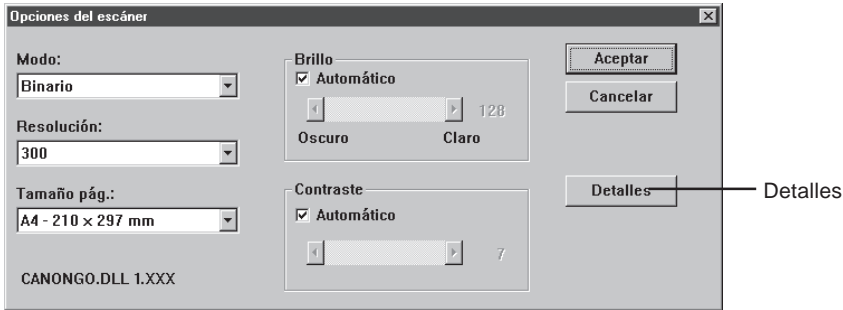 Opciones del escáner
Modo:
Binario
Resolución:
300
Tamaño pág.:
A4 - 210 x 297 mm
CANONGO.DLL 1.XXX
Brillo
Automático
128
Oscuro Claro
Contraste
Automático
7
Aceptar
Cancelar
Detalles
Detalles